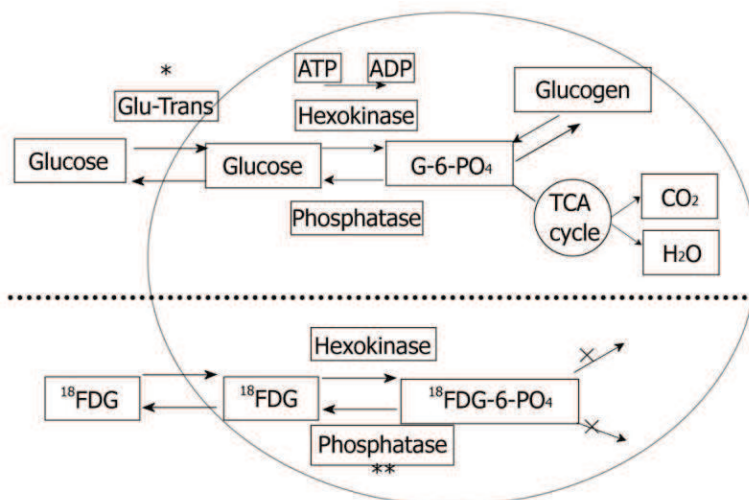 *
ATP ADP
Glu-Trans
Hexokinase
Glucogen
Glucose
Glucose
G-6-PO₄
Phosphatase
TCA
cycle
CO₂
H₂O
Hexokinase
¹⁸FDG
¹⁸FDG
¹⁸FDG-6-PO₄
Phosphatase
**